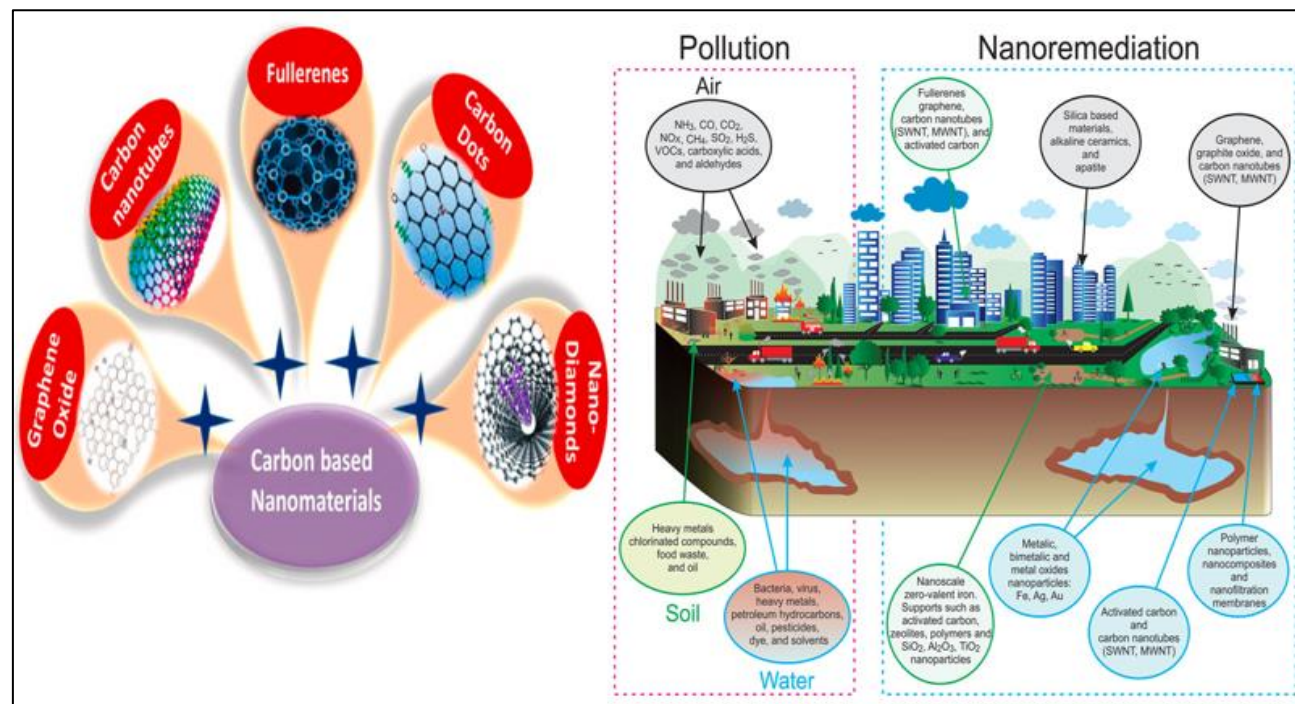 Fullerenes
Carbon
Dots
Carbon
nanotubes
Graphene
Oxide
Nano-
Diamonds
Carbon based
Nanomaterials
Pollution
Air
NH₃, CO, CO₂,
NOx, CH₄, SO₂, H₂S,
VOCs, carboxylic acids,
and aldehydes
Heavy metals
chlorinated compounds,
food waste,
and oil
Soil
Bacteria, virus,
heavy metals,
petroleum hydrocarbons,
oil, pesticides,
dye, and solvents
Water
Nanoremediation
Fullerenes
graphene,
carbon nanotubes
(SWNT, MWNT), and
activated carbon
Silica based
materials,
alkaline ceramics,
and
apatite
Graphene,
graphite oxide, and
carbon nanotubes
(SWNT, MWNT)
Nanoscale
zero-valent iron.
Supports such as
activated carbon,
zeolites, polymers and
SiO₂, Al₂O₃, TiO₂
nanoparticles
Metalic,
bimetalic and
metal oxides
nanoparticles:
Fe, Ag, Au
Activated carbon
and
carbon nanotubes
(SWNT, MWNT)
Polymer
nanoparticles,
nanocomposites
and
nanofiltration
membranes